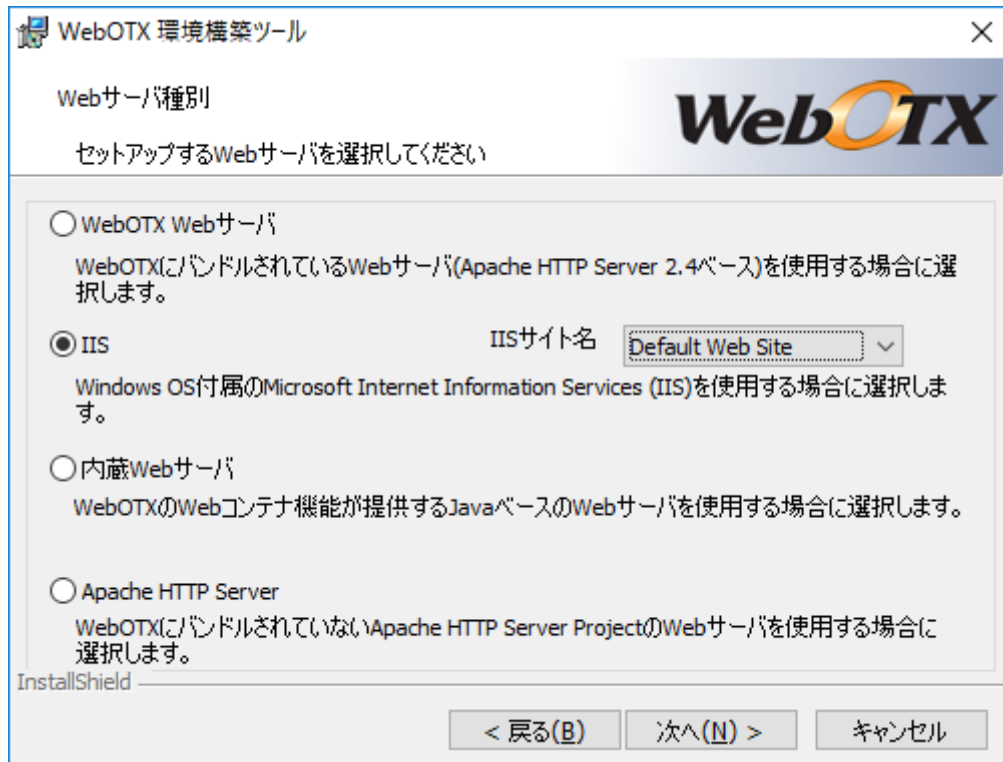 WebOTX 環境構築ツール
Webサーバ種別
WebOTX
セットアップするWebサーバを選択してください
WebOTX Webサーバ
WebOTXにバンドルされているWebサーバ(Apache HTTP Server 2.4ベース)を使用する場合に選
択します。
IIS IISサイト名 Default Web Site
Windows OS付属のMicrosoft Internet Information Services (IIS)を使用する場合に選択しま
す。
内蔵Webサーバ
WebOTXのWebコンテナ機能が提供するJavaベースのWebサーバを使用する場合に選択します。
Apache HTTP Server
WebOTXにバンドルされていないApache HTTP Server ProjectのWebサーバを使用する場合に
選択します。
InstallShield
< 戻る(B) 次へ(N) > キャンセル